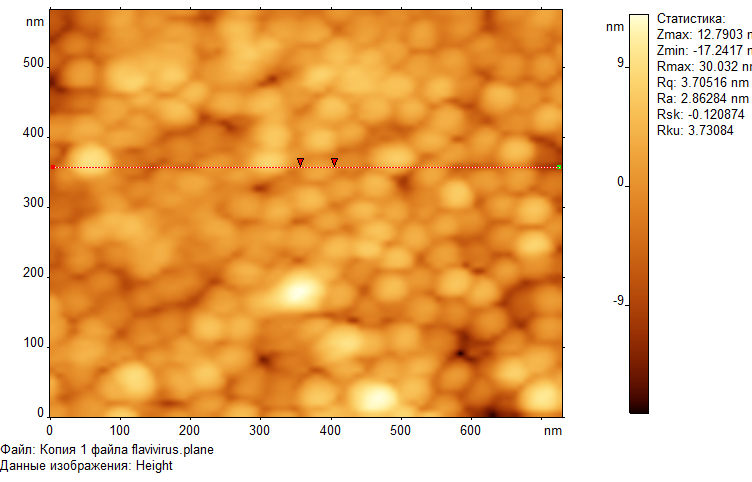 nm
500
400
300
200
100
0
0 100 200 300 400 500 600 nm
nm
9
0
-9
Статистика:
Zmax: 12.7903 n
Zmin: -17.2417 n
Rmax: 30.032 n
Rq: 3.70516 nm
Ra: 2.86284 nm
Rsk: -0.120874
Rku: 3.73084
Файл: Копия 1 файла flavivirus.plane
Данные изображения: Height